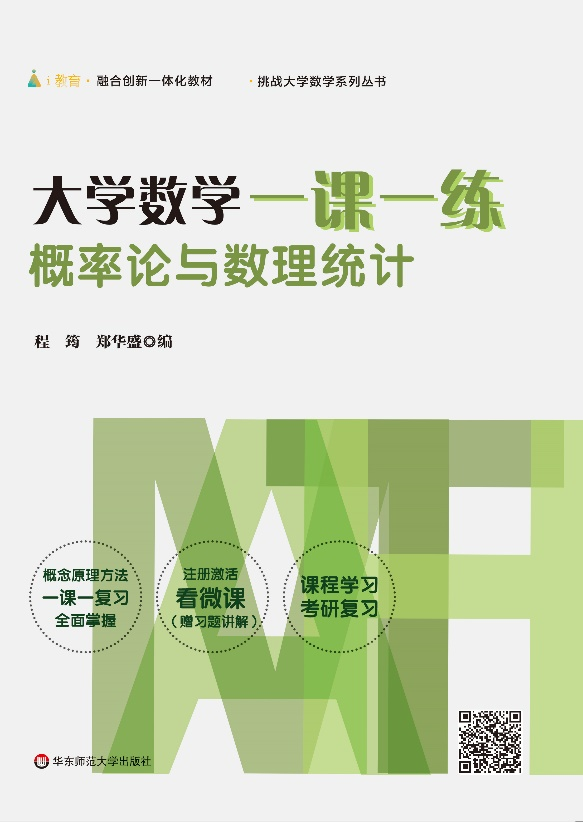 i教育·融合创新一体化教材 ·挑战大学数学系列丛书
大学数学一课一练
概率论与数理统计
程 筠 郑华盛◎编
概念原理方法
一课一复习
全面掌握
注册激活
看微课
（赠习题讲解）
课程学习
考研复习
MATH
华东师范大学出版社